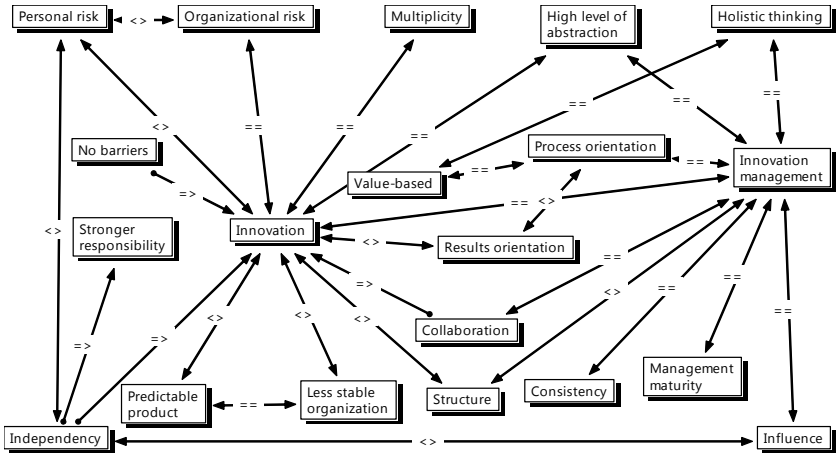 Personal risk
<>
Organizational risk
Multiplicity
High level of
abstraction
Holistic thinking
==
==
<>
==
==
==
==
No barriers
Process orientation
Innovation
management
==
==
Value-based
=>
<>
==
Stronger
responsibility
Innovation
<>
<>
Results orientation
==
==
=>
<>
==
<>
<>
<>
==
Collaboration
=>
=>
Management
maturity
Predictable
product
Less stable
organization
Structure
Consistency
==
Independency
<>
Influence